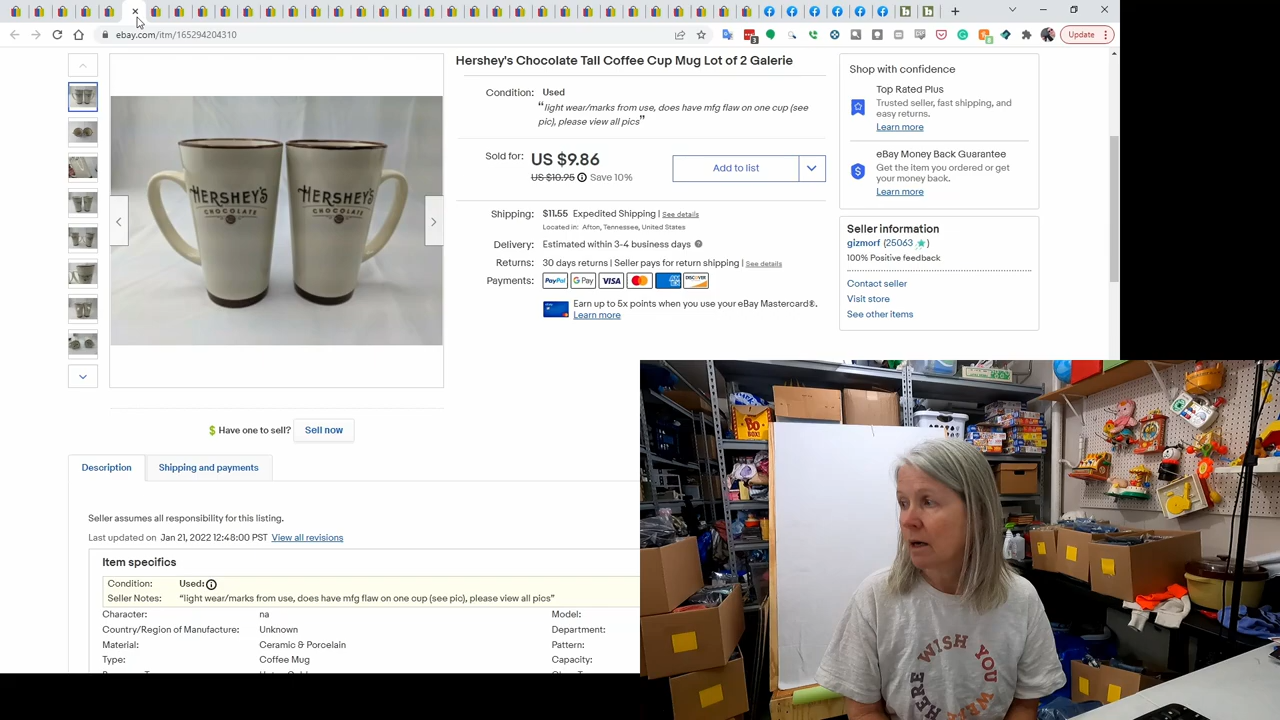 ebay.com/itm/165294204310
Update
Hershey's Chocolate Tall Coffee Cup Mug Lot of 2 Galerie
Condition: Used
“light wear/marks from use, does have mfg flaw on one cup (see
pic), please view all pics”
Sold for: US $9.86
US $10.95 Save 10%
Add to list
Shipping: $11.55 Expedited Shipping | See details
Located in: Afton, Tennessee, United States
Delivery: Estimated within 3-4 business days
Returns: 30 days returns | Seller pays for return shipping | See details
Payments: PayPal G Pay VISA DISCOVER
Earn up to 5x points when you use your eBay Mastercard®.
Learn more
Shop with confidence
Top Rated Plus
Trusted seller, fast shipping, and
easy returns.
Learn more
eBay Money Back Guarantee
Get the item you ordered or get
your money back.
Learn more
Seller information
gizmorf (25063)
100% Positive feedback
Contact seller
Visit store
See other items
HERSHEY'S
CHOCOLATE
HERSHEY'S
CHOCOLATE
$ Have one to sell? Sell now
Description
Shipping and payments
Seller assumes all responsibility for this listing.
Last updated on Jan 21, 2022 12:48:00 PST View all revisions
Item specifics
Condition: Used:
Seller Notes: “light wear/marks from use, does have mfg flaw on one cup (see pic), please view all pics”
Character: na Model:
Country/Region of Manufacture: Unknown Department:
Material: Ceramic & Porcelain Pattern:
Type: Coffee Mug Capacity:
BOX!
WISH YOU
HERE